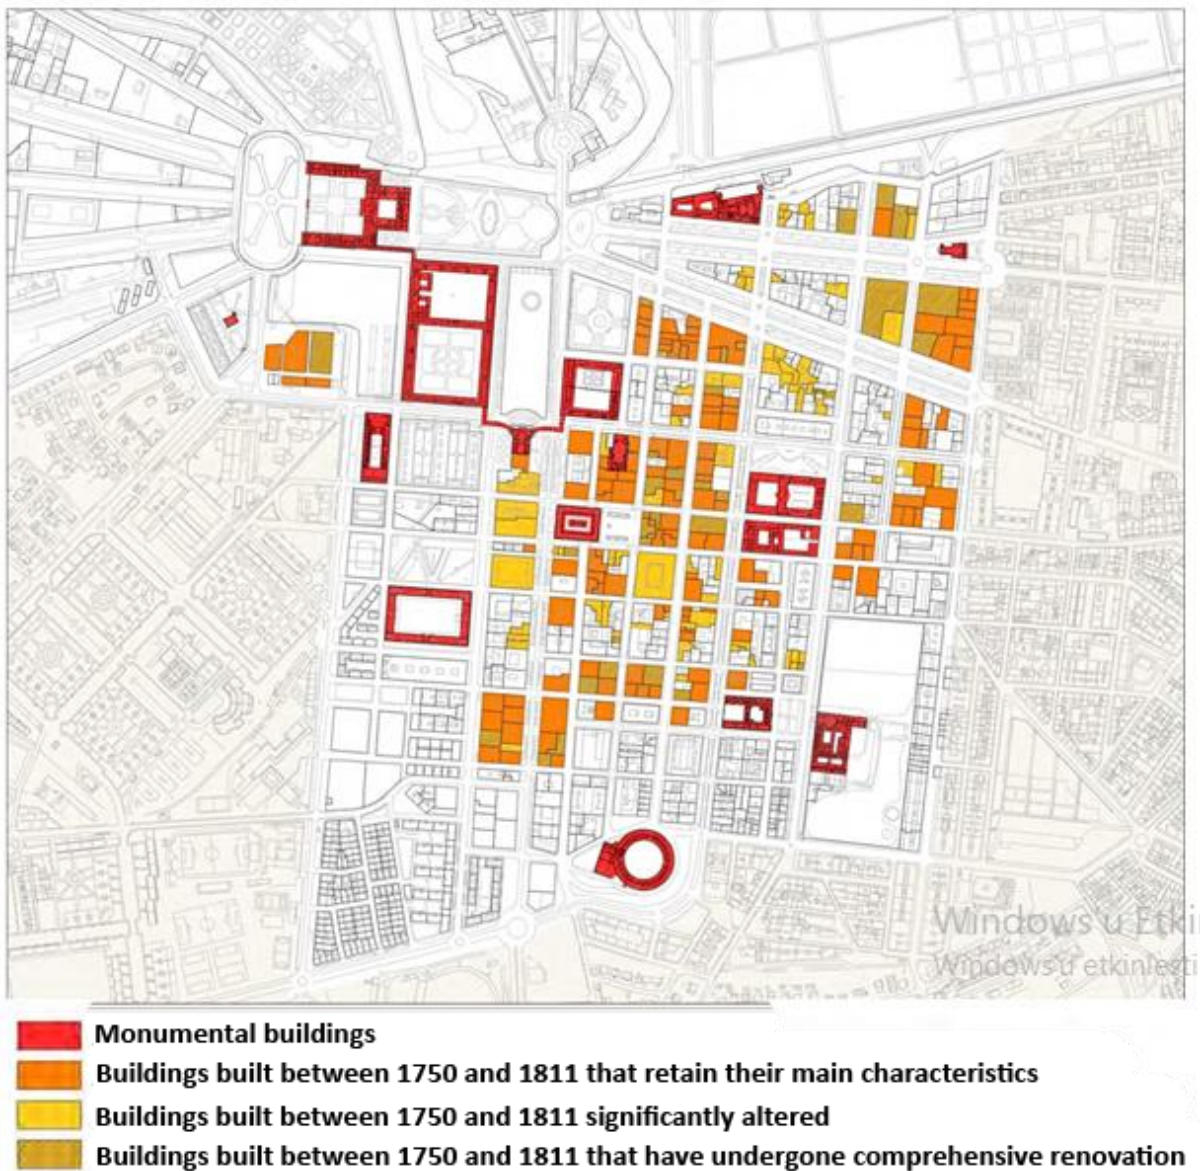 Windows'u Etki
Windows'u etkinleşti
Monumental buildings
Buildings built between 1750 and 1811 that retain their main characteristics
Buildings built between 1750 and 1811 significantly altered
Buildings built between 1750 and 1811 that have undergone comprehensive renovation